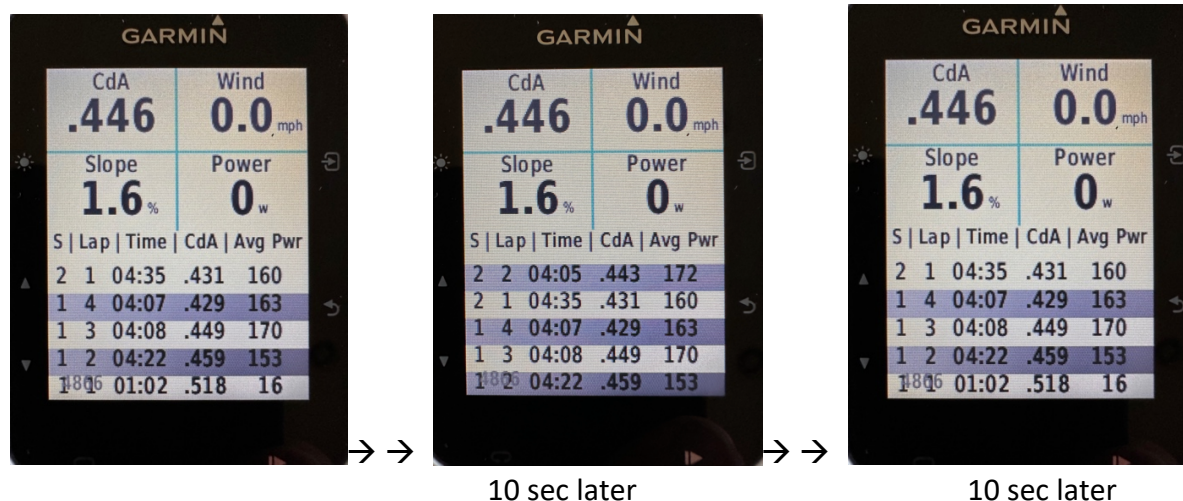 GARMIN
CdA Wind
.446 0.0 mph
Slope Power
1.6 % 0 w
S | Lap | Time | CdA | Avg Pwr
2 1 04:35 .431 160
1 4 04:07 .429 163
1 3 04:08 .449 170
1 2 04:22 .459 153
1 1 01:02 .518 16
4866
→ →
GARMIN
CdA Wind
.446 0.0 mph
Slope Power
1.6 % 0 w
S | Lap | Time | CdA | Avg Pwr
2 2 04:05 .443 172
2 1 04:35 .431 160
1 4 04:07 .429 163
1 3 04:08 .449 170
1 2 04:22 .459 153
4866
→ →
10 sec later
GARMIN
CdA Wind
.446 0.0 mph
Slope Power
1.6 % 0 w
S | Lap | Time | CdA | Avg Pwr
2 1 04:35 .431 160
1 4 04:07 .429 163
1 3 04:08 .449 170
1 2 04:22 .459 153
1 1 01:02 .518 16
4866
10 sec later